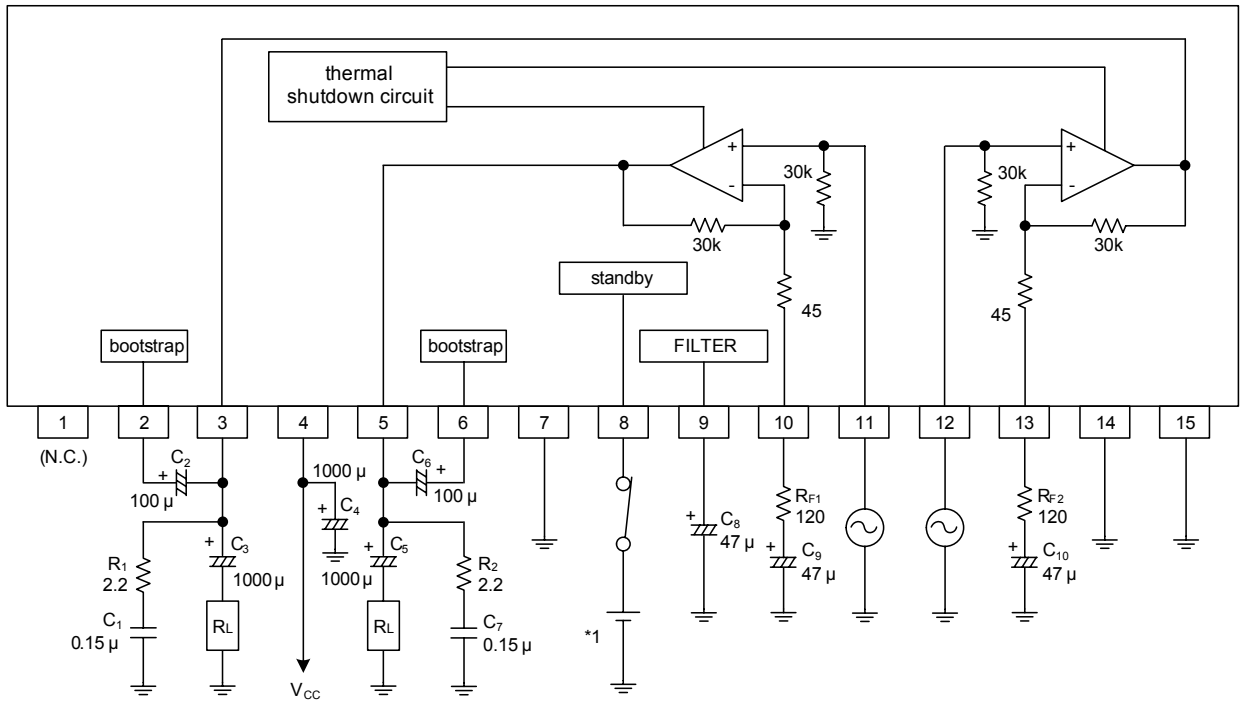 thermal
shutdown circuit
+
-
30k
30k
+
-
30k
30k
standby
45
45
bootstrap
bootstrap
FILTER
1
2
3
4
5
6
7
8
9
10
11
12
13
14
15
(N.C.)
+
C2
100 µ
1000 µ
+
C4
C6
+
100 µ
R1
2.2
+
C3
1000 µ
+
C5
1000 µ
R2
2.2
C1
0.15 µ
RL
RL
C7
0.15 µ
VCC
*1
+
C8
47 µ
RF1
120
+
C9
47 µ
RF2
120
+
C10
47 µ